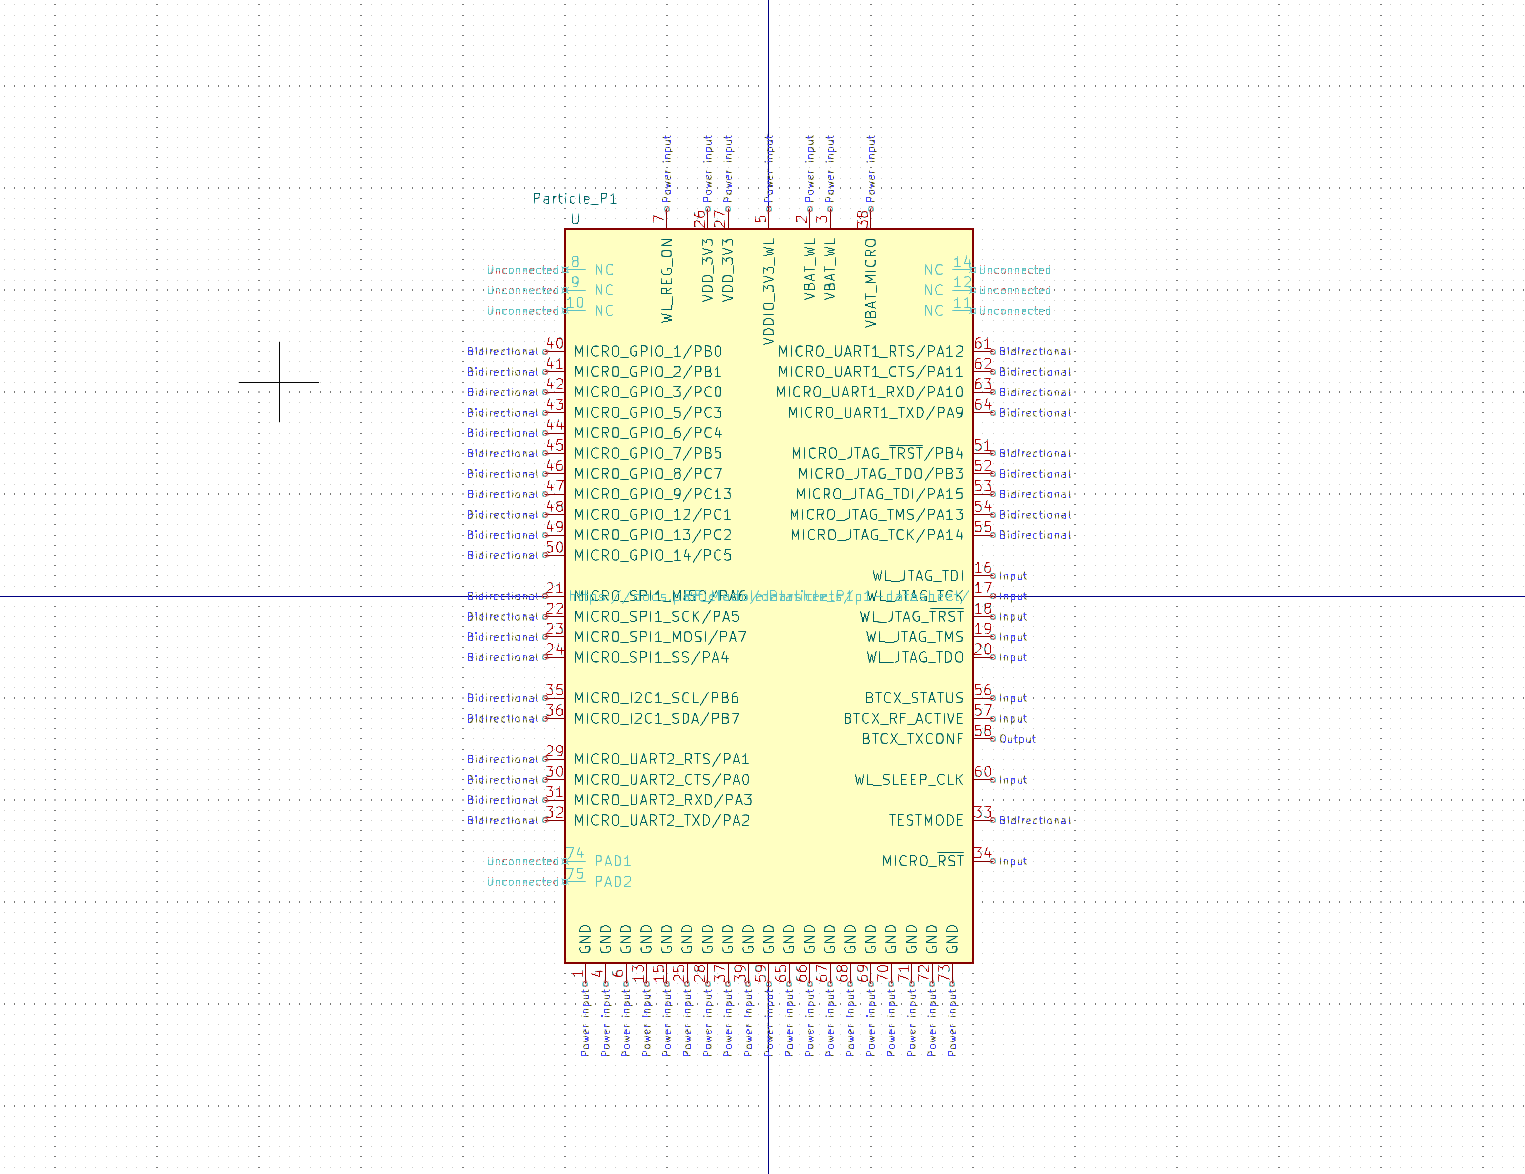 Power input Power input Power input Power input Power input Power input Power input
Particle_P1
U
7 26 27 5 2 3 38
WL_REG_ON VDD_3V3 VDD_3V3 VDDIO_3V3_WL VBAT_WL VBAT_WL VBAT_MICRO
Unconnected 8 NC NC 14 Unconnected
Unconnected 9 NC NC 12 Unconnected
Unconnected 10 NC NC 11 Unconnected
Bidirectional 40 MICRO_GPIO_1/PB0 MICRO_UART1_RTS/PA12 61 Bidirectional
Bidirectional 41 MICRO_GPIO_2/PB1 MICRO_UART1_CTS/PA11 62 Bidirectional
Bidirectional 42 MICRO_GPIO_3/PC0 MICRO_UART1_RXD/PA10 63 Bidirectional
Bidirectional 43 MICRO_GPIO_5/PC3 MICRO_UART1_TXD/PA9 64 Bidirectional
Bidirectional 44 MICRO_GPIO_6/PC4
Bidirectional 45 MICRO_GPIO_7/PB5 MICRO_JTAG_TRST/PB4 51 Bidirectional
Bidirectional 46 MICRO_GPIO_8/PC7 MICRO_JTAG_TDO/PB3 52 Bidirectional
Bidirectional 47 MICRO_GPIO_9/PC13 MICRO_JTAG_TDI/PA15 53 Bidirectional
Bidirectional 48 MICRO_GPIO_12/PC1 MICRO_JTAG_TMS/PA13 54 Bidirectional
Bidirectional 49 MICRO_GPIO_13/PC2 MICRO_JTAG_TCK/PA14 55 Bidirectional
Bidirectional 50 MICRO_GPIO_14/PC5
WL_JTAG_TDI 16 Input
Bidirectional 21 MICRO_SPI1_MISO/PA6 WL_JTAG_TCK 17 Input
Bidirectional 22 MICRO_SPI1_SCK/PA5 WL_JTAG_TRST 18 Input
Bidirectional 23 MICRO_SPI1_MOSI/PA7 WL_JTAG_TMS 19 Input
Bidirectional 24 MICRO_SPI1_SS/PA4 WL_JTAG_TDO 20 Input
Bidirectional 35 MICRO_I2C1_SCL/PB6 BTCX_STATUS 56 Input
Bidirectional 36 MICRO_I2C1_SDA/PB7 BTCX_RF_ACTIVE 57 Input
BTCX_TXCONF 58 Output
Bidirectional 29 MICRO_UART2_RTS/PA1
Bidirectional 30 MICRO_UART2_CTS/PA0 WL_SLEEP_CLK 60 Input
Bidirectional 31 MICRO_UART2_RXD/PA3
Bidirectional 32 MICRO_UART2_TXD/PA2 TESTMODE 33 Bidirectional
Unconnected 74 PAD1 MICRO_RST 34 Input
Unconnected 75 PAD2
GND GND GND GND GND GND GND GND GND GND GND GND GND GND GND GND GND GND GND
1 4 6 13 15 25 28 37 39 59 65 66 67 68 69 70 71 72 73
Power input Power input Power input Power input Power input Power input Power input Power input Power input Power input Power input Power input Power input Power input Power input Power input Power input Power input Power input